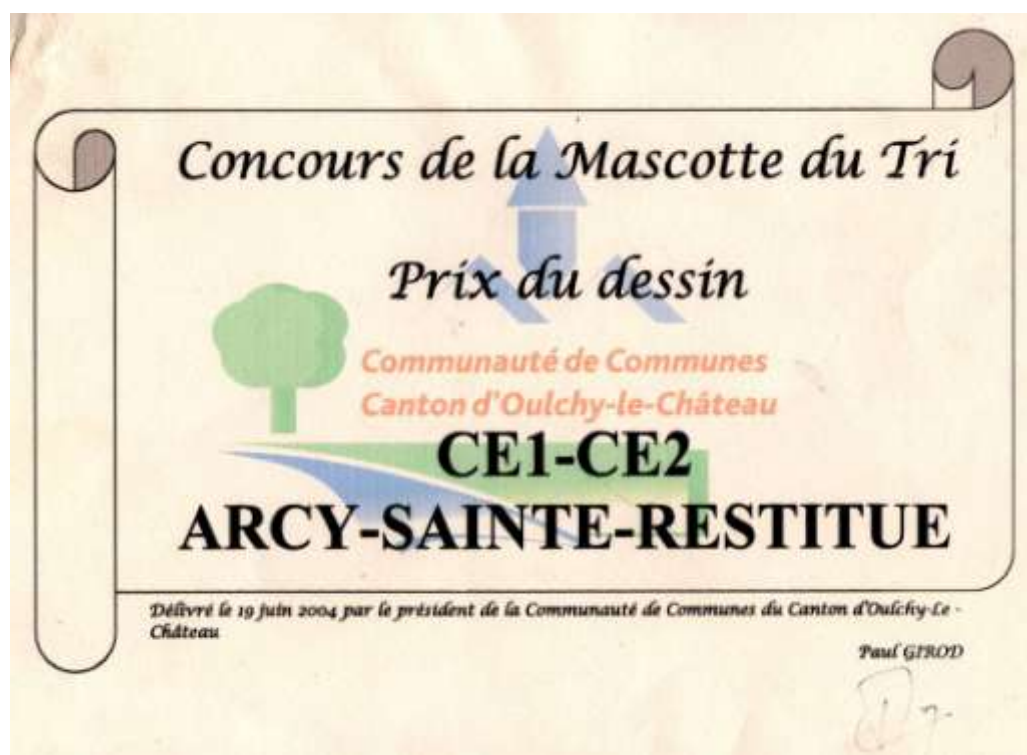 Concours de la Mascotte du Tri
Prix du dessin
Communauté de Communes
Canton d'Oulchy-le-Château
CE1-CE2
ARCY-SAINTE-RESTITUE
Délivré le 19 juin 2004 par le président de la Communauté de Communes du Canton d'Oulchy-Le -
Château
Paul GIROD